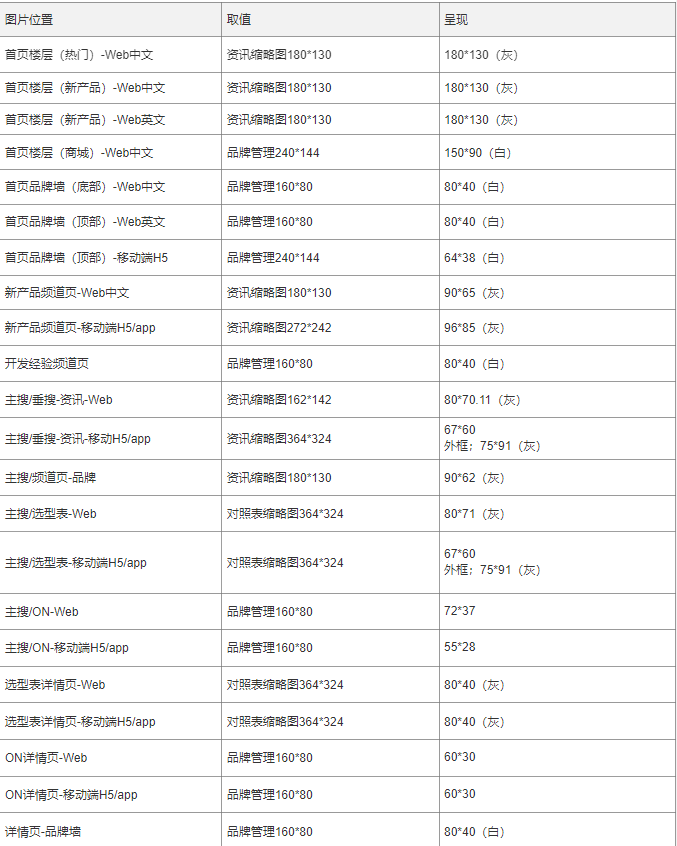 图片位置 取值 呈现
首页楼层（热门）-Web中文 资讯缩略图180*130 180*130（灰）
首页楼层（新产品）-Web中文 资讯缩略图180*130 180*130（灰）
首页楼层（新产品）-Web英文 资讯缩略图180*130 180*130（灰）
首页楼层（商城）-Web中文 品牌管理240*144 150*90（白）
首页品牌墙（底部）-Web中文 品牌管理160*80 80*40（白）
首页品牌墙（顶部）-Web英文 品牌管理160*80 80*40（白）
首页品牌墙（顶部）-移动端H5 品牌管理240*144 64*38（白）
新产品频道页-Web中文 资讯缩略图180*130 90*65（灰）
新产品频道页-移动端H5/app 资讯缩略图272*242 96*85（灰）
开发经验频道页 品牌管理160*80 80*40（白）
主搜/垂搜-资讯-Web 资讯缩略图162*142 80*70.11（灰）
主搜/垂搜-资讯-移动H5/app 资讯缩略图364*324 67*60
外框；75*91（灰）
主搜/频道页-品牌 资讯缩略图180*130 90*62（灰）
主搜/选型表-Web 对照表缩略图364*324 80*71（灰）
主搜/选型表-移动端H5/app 对照表缩略图364*324 67*60
外框；75*91（灰）
主搜/ON-Web 品牌管理160*80 72*37
主搜/ON-移动端H5/app 品牌管理160*80 55*28
选型表详情页-Web 对照表缩略图364*324 80*40（灰）
选型表详情页-移动端H5/app 对照表缩略图364*324 80*40（灰）
ON详情页-Web 品牌管理160*80 60*30
ON详情页-移动端H5/app 品牌管理160*80 60*30
详情页-品牌墙 品牌管理160*80 80*40（白）